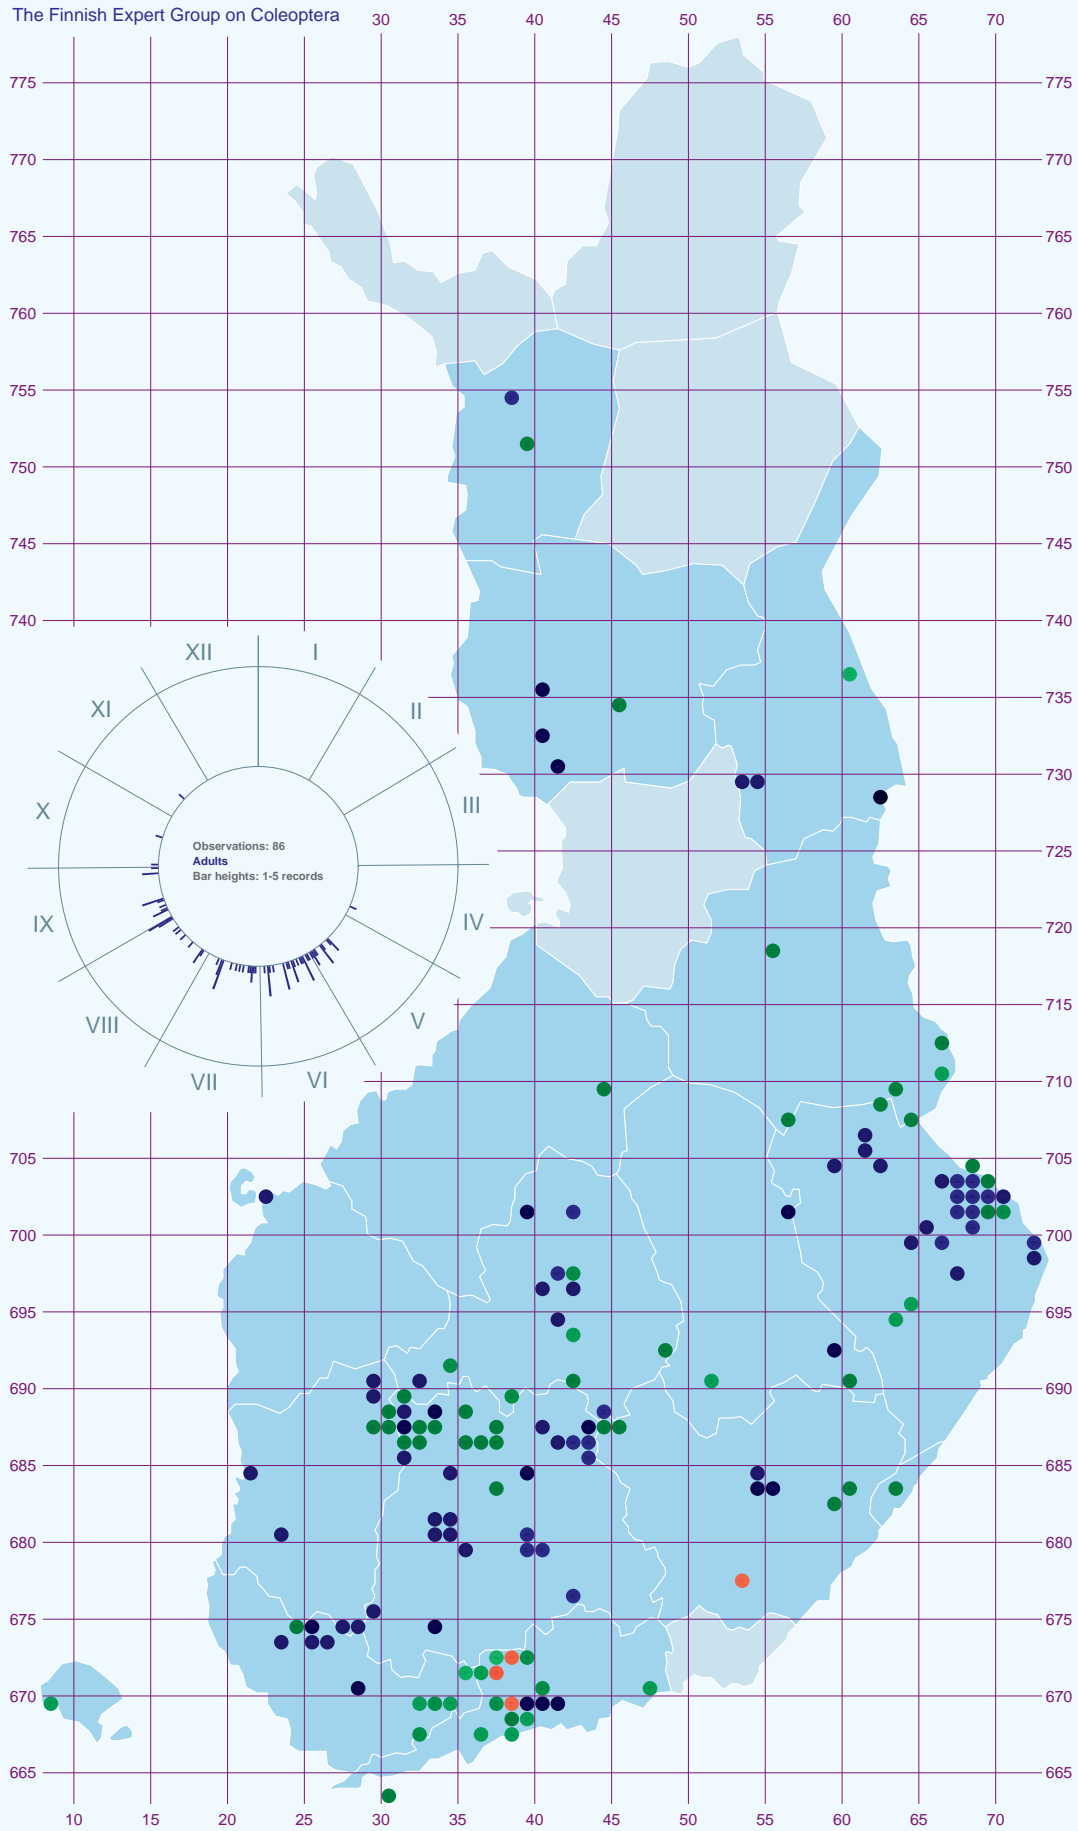 The Finnish Expert Group on Coleoptera
30 35 40 45 50 55 60 65 70
775 775
770 770
765 765
760 760
755 755
750 750
745 745
740 740
XII I
XI II
735
730
X III
Observations: 86
Adults
Bar heights: 1-5 records
725
IX IV
720
VIII V
715
VII VI
710
705 705
700 700
695 695
690 690
685 685
680 680
675 675
670 670
665 665
10 15 20 25 30 35 40 45 50 55 60 65 70